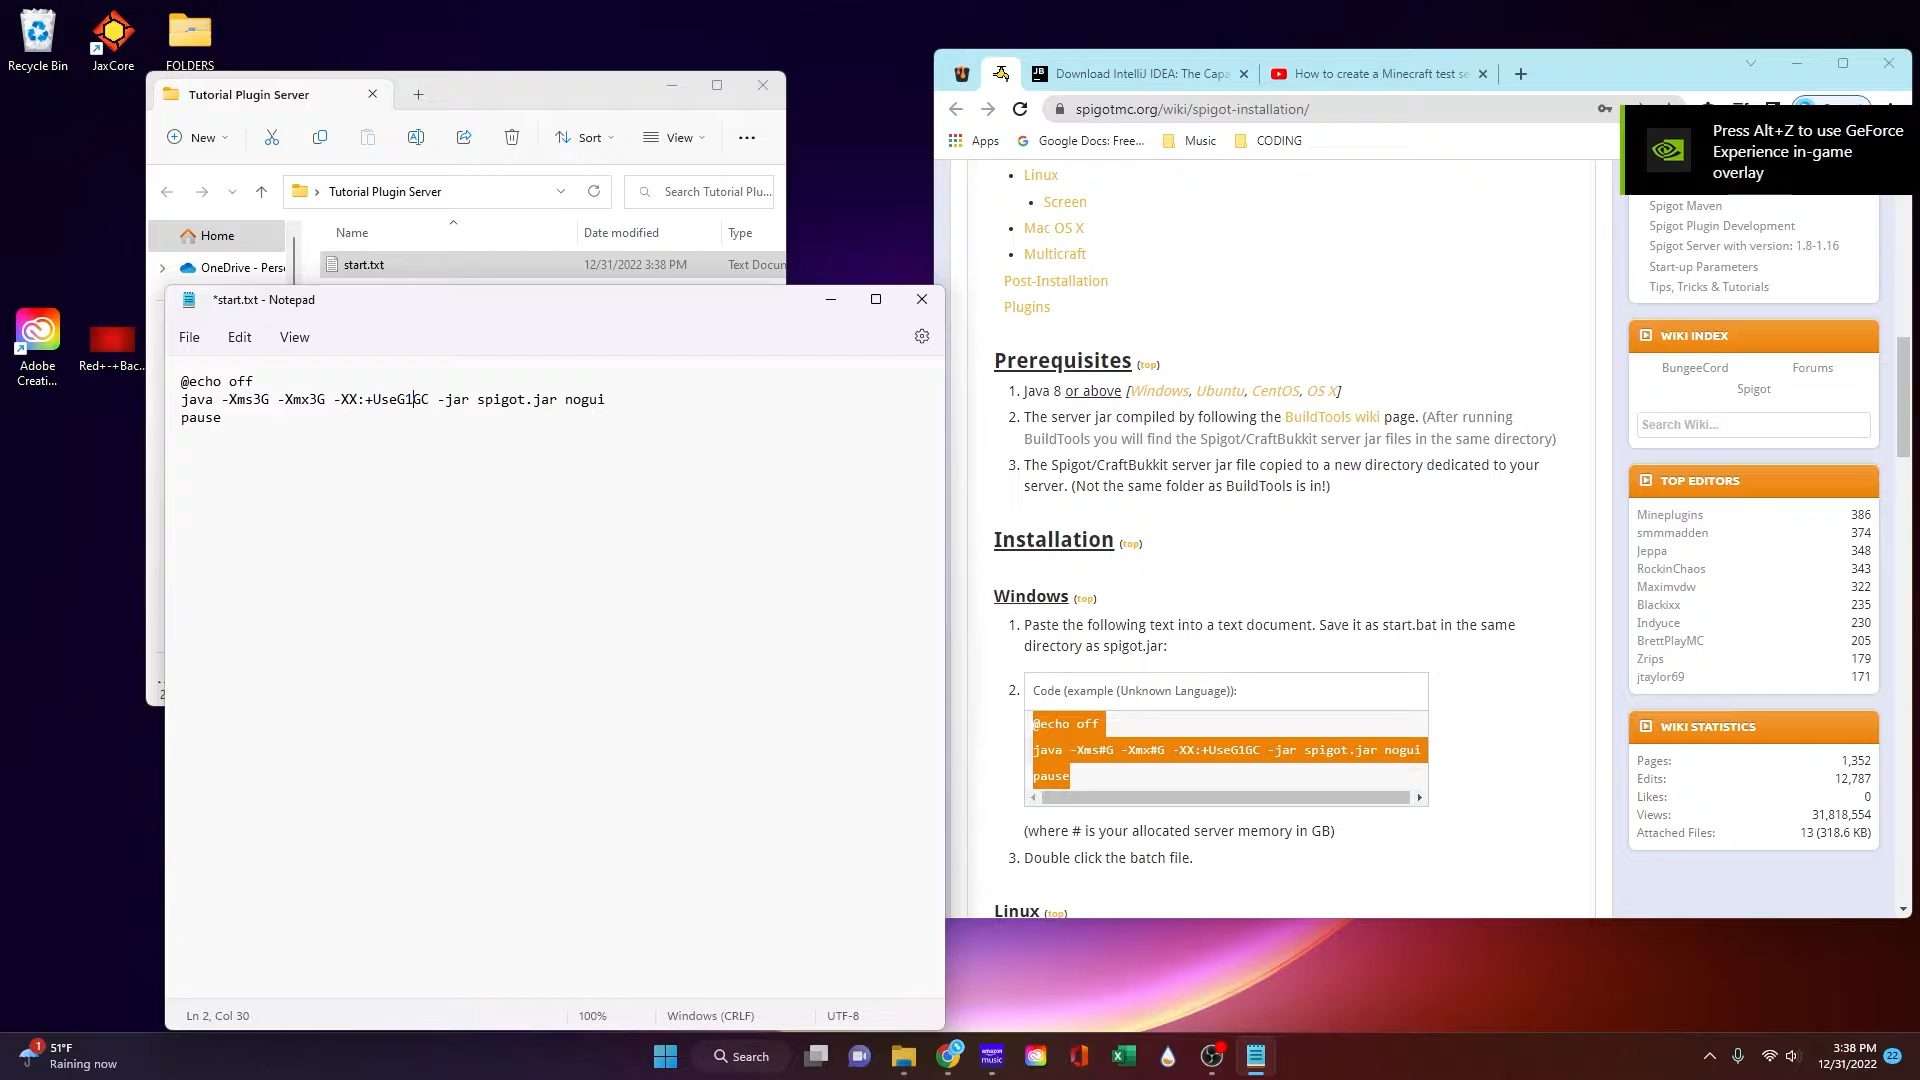 Recycle Bin
JaxCore
FOLDERS
Tutorial Plugin Server
New
Sort
View
Tutorial Plugin Server
Search Tutorial Plu...
Home
OneDrive - Pers
Name
Date modified
Type
start.txt
12/31/2022 3:38 PM
Text Docun
Adobe
Creati...
Red+-+Bac...
*start.txt - Notepad
File
Edit
View
@echo off
java -Xms3G -Xmx3G -XX:+UseG1GC -jar spigot.jar nogui
pause
Ln 2, Col 30
100%
Windows (CRLF)
UTF-8
Download IntelliJ IDEA: The Capa
How to create a Minecraft test se
spigotmc.org/wiki/spigot-installation/
Apps
Google Docs: Free...
Music
CODING
Press Alt+Z to use GeForce
Experience in-game
overlay
Linux
Screen
Mac OS X
Multicraft
Post-Installation
Plugins
Prerequisites (top)
1. Java 8 or above [Windows, Ubuntu, CentOS, OS X]
2. The server jar compiled by following the BuildTools wiki page. (After running
BuildTools you will find the Spigot/CraftBukkit server jar files in the same directory)
3. The Spigot/CraftBukkit server jar file copied to a new directory dedicated to your
server. (Not the same folder as BuildTools is in!)
Installation (top)
Windows (top)
1. Paste the following text into a text document. Save it as start.bat in the same
directory as spigot.jar:
2. Code (example (Unknown Language)):
@echo off
java -Xms#G -Xmx#G -XX:+UseG1GC -jar spigot.jar nogui
pause
(where # is your allocated server memory in GB)
3. Double click the batch file.
Linux (top)
Spigot Maven
Spigot Plugin Development
Spigot Server with version: 1.8-1.16
Start-up Parameters
Tips, Tricks & Tutorials
WIKI INDEX
BungeeCord
Forums
Spigot
Search Wiki...
TOP EDITORS
Mineplugins 386
smmmadden 374
Jeppa 348
RockinChaos 343
Maximvdw 322
Blackixx 235
Indyuce 230
BrettPlayMC 205
Zrips 179
jtaylor69 171
WIKI STATISTICS
Pages: 1,352
Edits: 12,787
Likes: 0
Views: 31,818,554
Attached Files: 13 (318.6 KB)
1
51°F
Raining now
Search
amazon
music
3:38 PM
12/31/2022
22